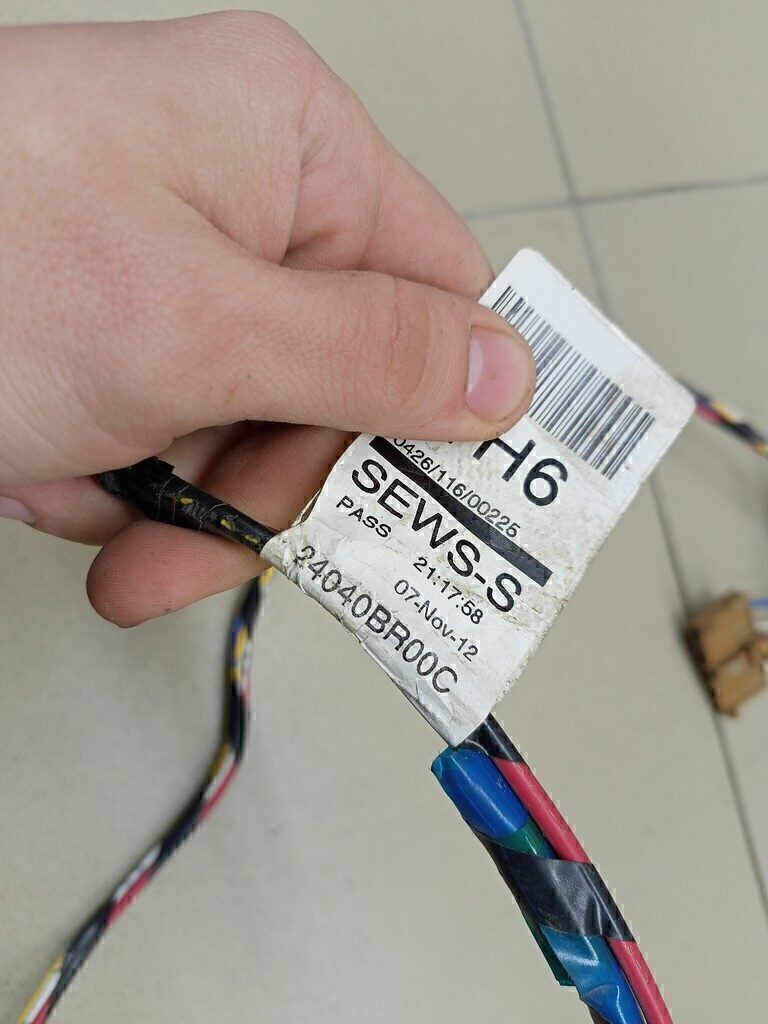 H6
0426/116/00225
SEWS-S
PASS 21:17:58
07-Nov-12
24040BR00C